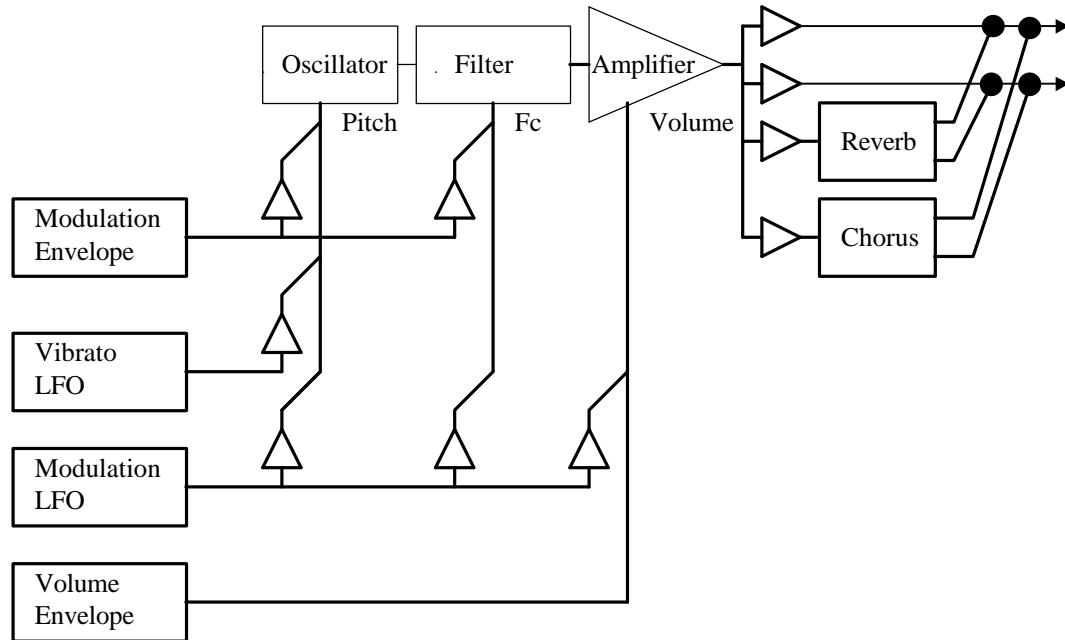 Oscillator
Filter
Amplifier
Pitch
Fc
Volume
Reverb
Chorus
Modulation
Envelope
Vibrato
LFO
Modulation
LFO
Volume
Envelope